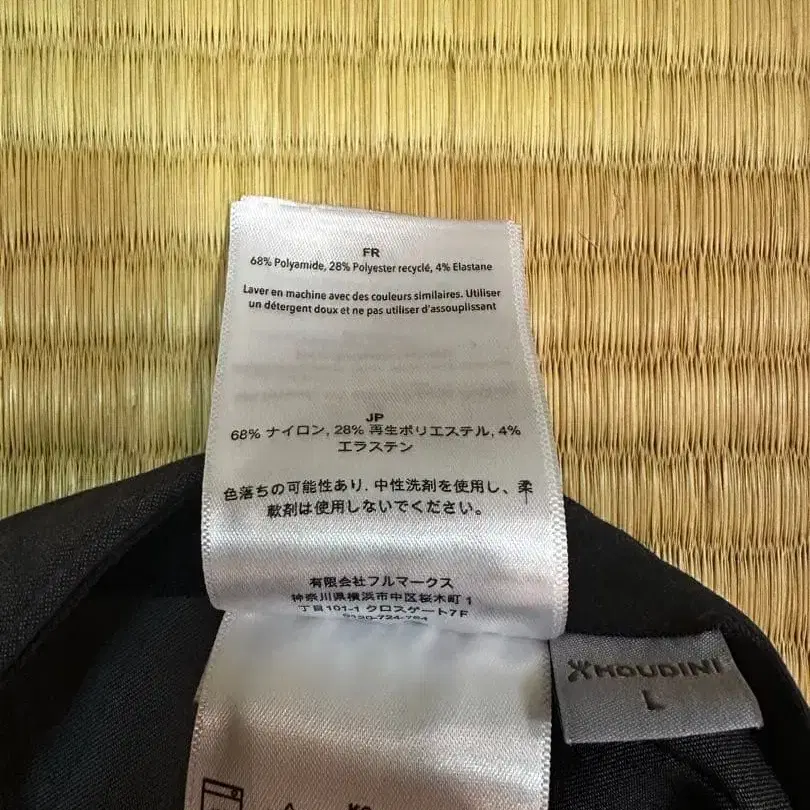 FR
68% Polyamide, 28% Polyester recyclé, 4% Elastane
Laver en machine avec des couleurs similaires. Utiliser
un détergent doux et ne pas utiliser d'assouplissant
JP
68% ナイロン, 28% 再生ポリエステル, 4%
エラステン
色落ちの可能性あり, 中性洗剤を使用し、柔
軟剤は使用しないでください。
有限会社フルマークス
神奈川県横浜市中区桜木町 1
丁目101-1 クロスゲート7F
HOUDINI
L